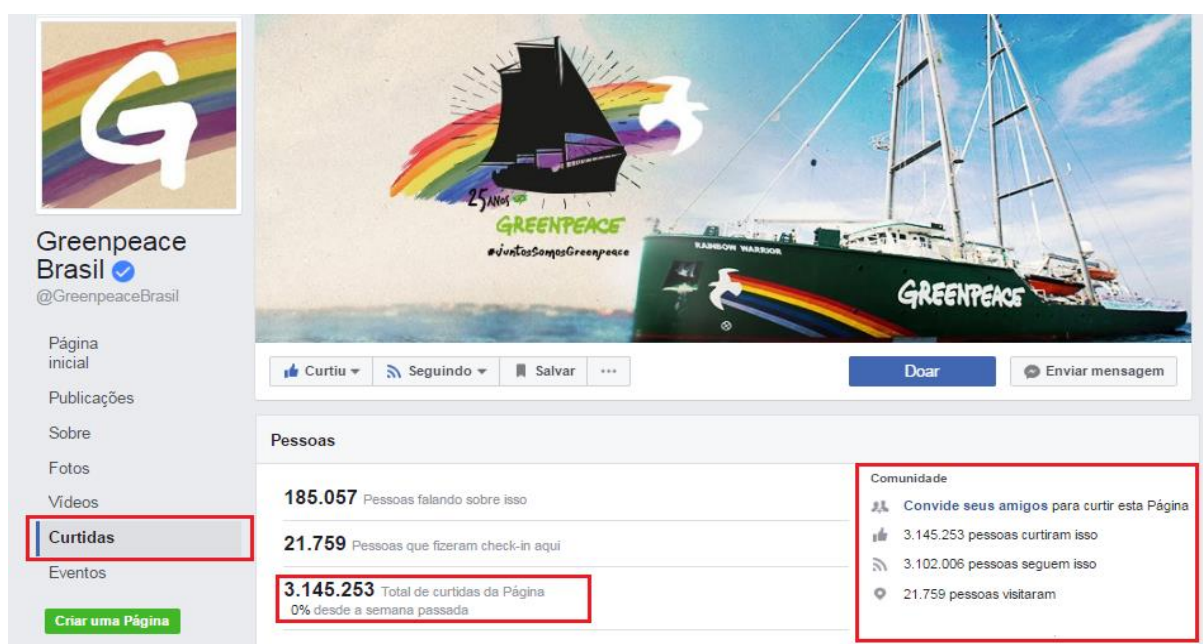 G
25 ANOS
GREENPEACE
#JuntosSomosGreenpeace
RAINBOW WARRIOR
GREENPEACE
Greenpeace
Brasil
@GreenpeaceBrasil
Página
inicial
Publicações
Sobre
Fotos
Vídeos
Curtidas
Eventos
Criar uma Página
Curtiu
Seguindo
Salvar
...
Doar
Enviar mensagem
Pessoas
185.057 Pessoas falando sobre isso
21.759 Pessoas que fizeram check-in aqui
3.145.253 Total de curtidas da Página
0% desde a semana passada
Comunidade
Convide seus amigos para curtir esta Página
3.145.253 pessoas curtiram isso
3.102.006 pessoas seguem isso
21.759 pessoas visitaram